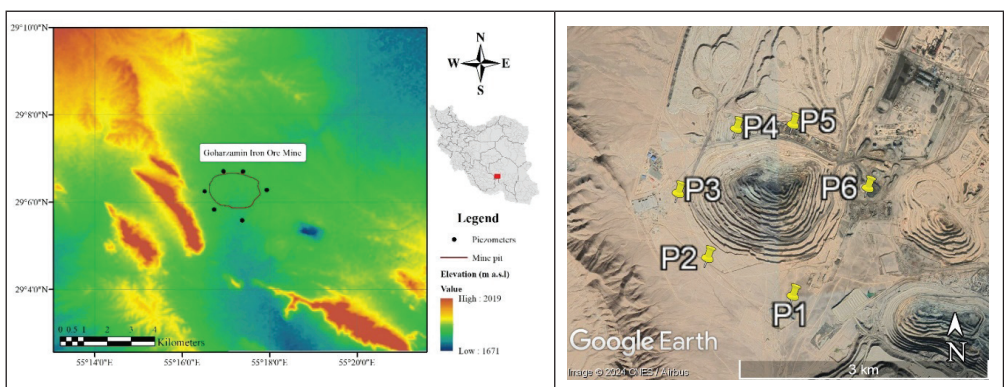 29°10'0"N
29°8'0"N
29°6'0"N
29°4'0"N
N
W E
S
Goharzamin Iron Ore Mine
Legend
Piezometers
Mine pit
Elevation (m a.s.l)
Value
High : 2019
Low : 1671
0 0.5 1 2 3 4
Kilometers
55°14'0"E 55°16'0"E 55°18'0"E 55°20'0"E
P4 P5
P3 P6
P2
P1
Google Earth
Image © 2024 CNES / Airbus
3 km
N